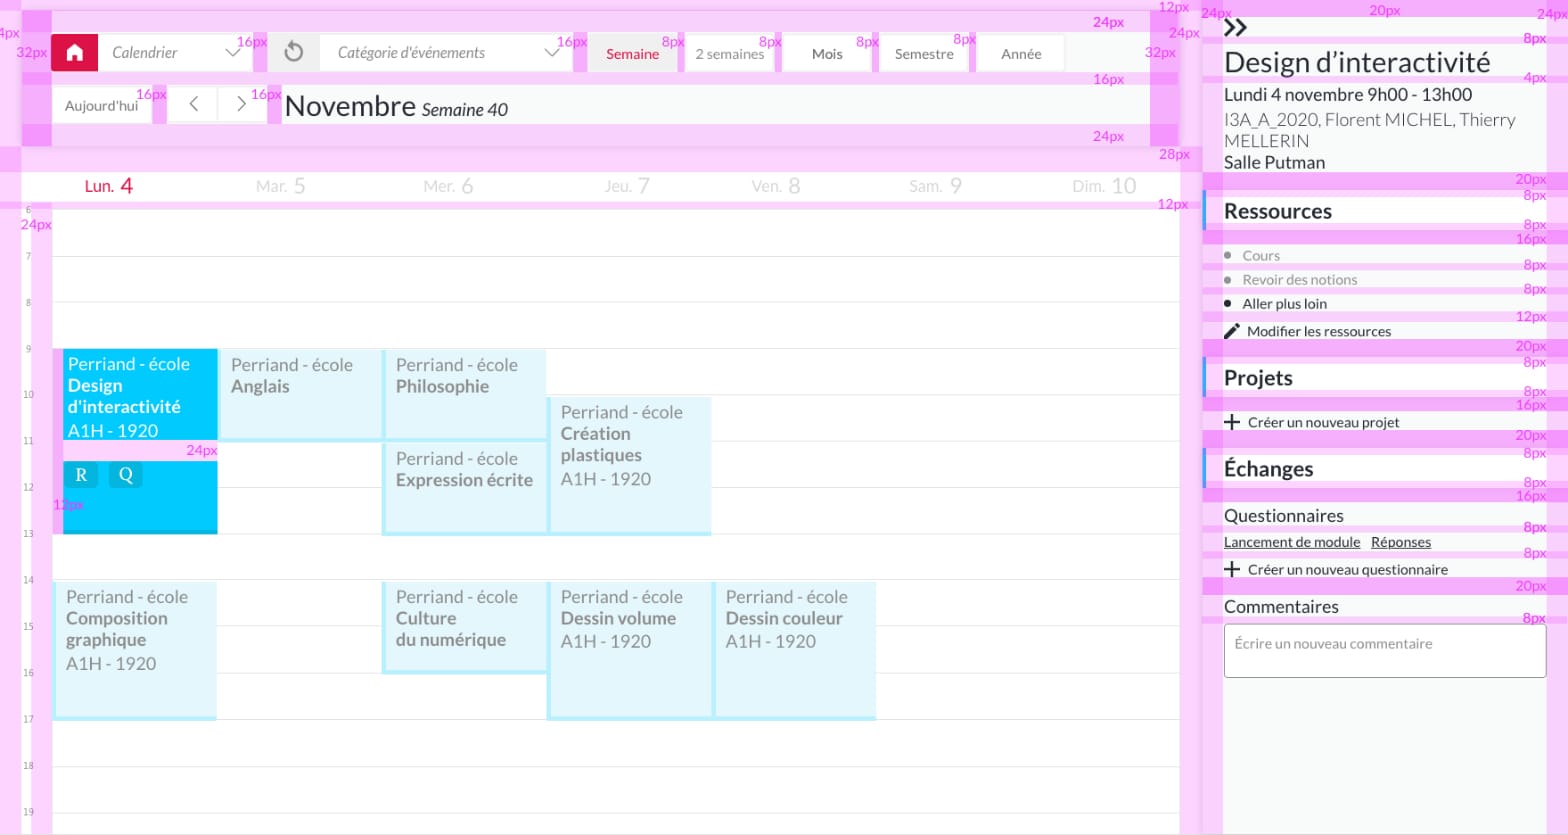 12px
24px
20px
24px
24px
4px
24px
32px
Calendrier
16px
Catégorie d'événements
16px
Semaine
8px
2 semaines
8px
Mois
8px
Semestre
8px
Année
32px
16px
Aujourd'hui
16px
16px
Novembre Semaine 40
24px
28px
Lun. 4
Mar. 5
Mer. 6
Jeu. 7
Ven. 8
Sam. 9
Dim. 10
12px
24px
6
7
8
9
10
11
12
13
14
15
16
17
18
19
Perriand - école
Design
d'interactivité
A1H - 1920
24px
R Q
12px
Perriand - école
Anglais
Perriand - école
Philosophie
Perriand - école
Expression écrite
Perriand - école
Création
plastiques
A1H - 1920
Perriand - école
Composition
graphique
A1H - 1920
Perriand - école
Culture
du numérique
Perriand - école
Dessin volume
A1H - 1920
Perriand - école
Dessin couleur
A1H - 1920
8px
Design d’interactivité
4px
Lundi 4 novembre 9h00 - 13h00
I3A_A_2020, Florent MICHEL, Thierry
MELLERIN
Salle Putman
20px
8px
Ressources
8px
16px
Cours
8px
Revoir des notions
8px
Aller plus loin
12px
Modifier les ressources
20px
8px
Projets
8px
16px
Créer un nouveau projet
20px
8px
Échanges
8px
16px
Questionnaires
8px
Lancement de module Réponses
8px
Créer un nouveau questionnaire
20px
Commentaires
8px
Écrire un nouveau commentaire